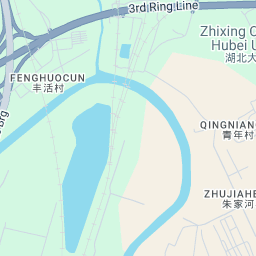 3rd Ring Line
Zhixing C
Hubei U
湖北大
FENGHUOCUN
丰活村
QINGNIAN
青年村
ZHUJIAHE
朱家河